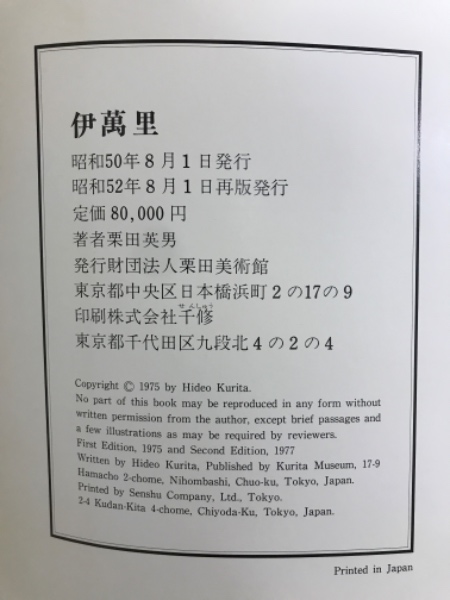 伊萬里
昭和50年8月1日発行
昭和52年8月1日再版発行
定価80,000円
著者栗田英男
発行財団法人栗田美術館
東京都中央区日本橋浜町2の17の9
せんしゅう
印刷株式会社千修
東京都千代田区九段北4の2の4
Copyright © 1975 by Hideo Kurita.
No part of this book may be reproduced in any form without
written permission from the author, except brief passages and
a few illustrations as may be required by reviewers.
First Edition, 1975 and Second Edition, 1977
Written by Hideo Kurita, Published by Kurita Museum, 17-9
Hamacho 2-chome, Nihombashi, Chuo-ku, Tokyo, Japan.
Printed by Senshu Company, Ltd., Tokyo.
2-4 Kudan-Kita 4-chome, Chiyoda-Ku, Tokyo, Japan.
Printed in Japan